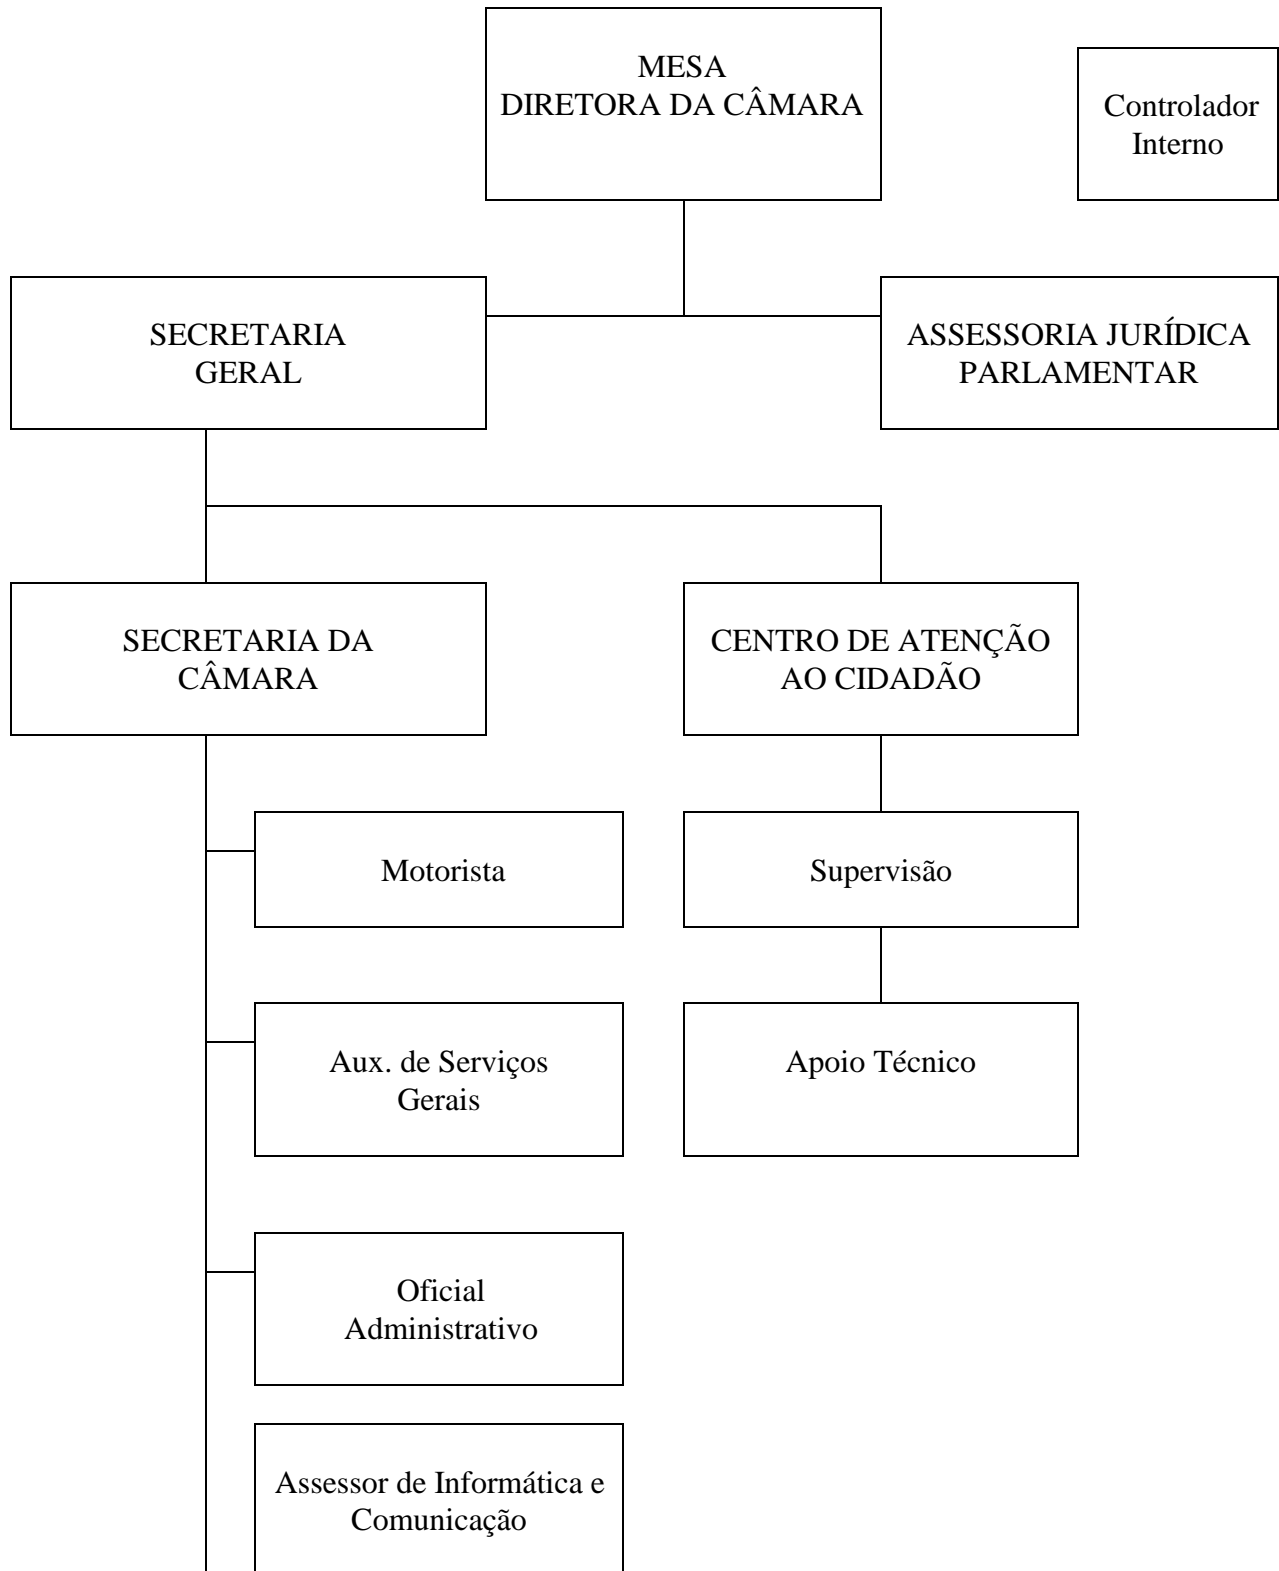 MESA
DIRETORA DA CÂMARA
Controlador
Interno
SECRETARIA
GERAL
ASSESSORIA JURÍDICA
PARLAMENTAR
SECRETARIA DA
CÂMARA
CENTRO DE ATENÇÃO
AO CIDADÃO
Motorista
Supervisão
Aux. de Serviços
Gerais
Apoio Técnico
Oficial
Administrativo
Assessor de Informática e
Comunicação